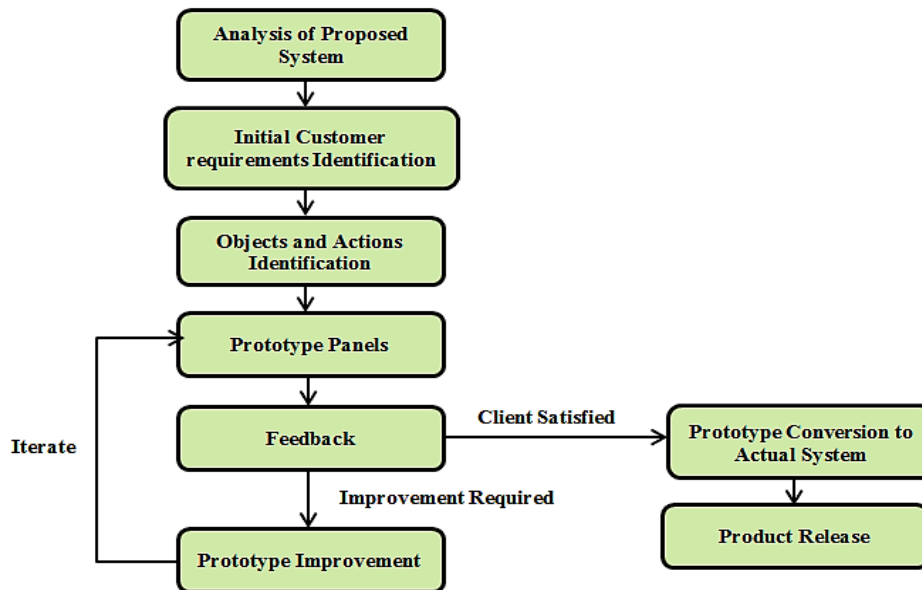 Analysis of Proposed
System
Initial Customer
requirements Identification
Objects and Actions
Identification
Prototype Panels
Feedback
Client Satisfied
Prototype Conversion to
Actual System
Iterate
Improvement Required
Product Release
Prototype Improvement